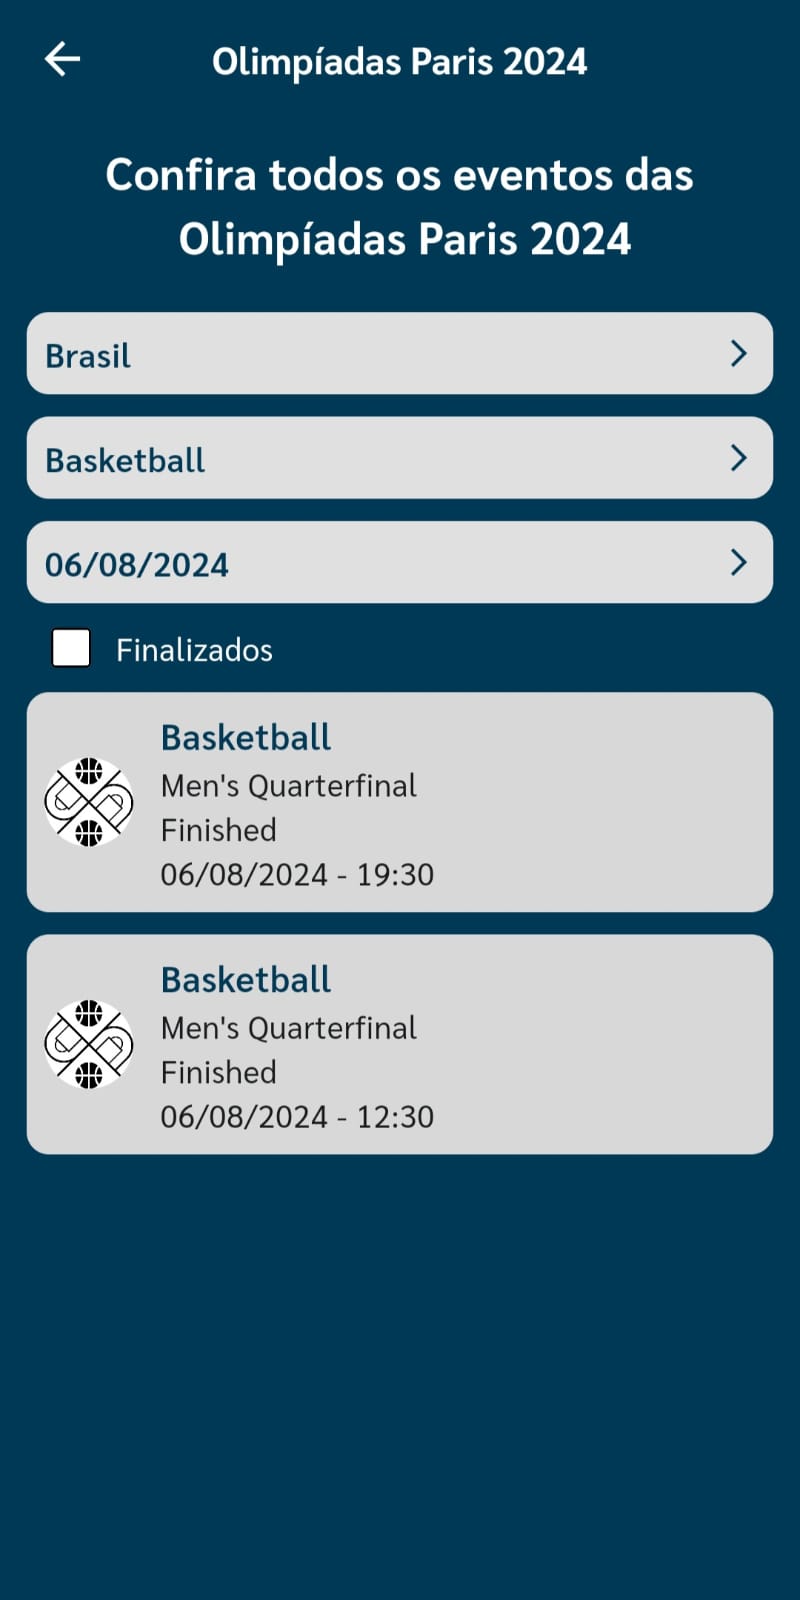 Olimpíadas Paris 2024
Confira todos os eventos das
Olimpíadas Paris 2024
Brasil
Basketball
06/08/2024
Finalizados
Basketball
Men's Quarterfinal
Finished
06/08/2024 - 19:30
Basketball
Men's Quarterfinal
Finished
06/08/2024 - 12:30